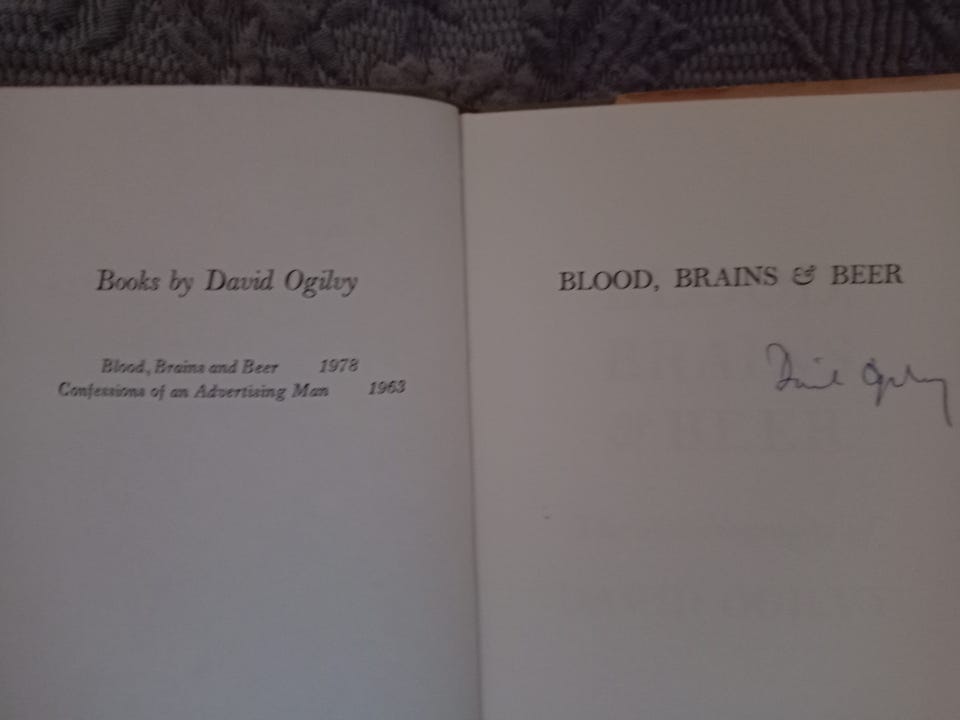 Books by David Ogilvy
Blood, Brains and Beer 1978
Confessions of an Advertising Man 1963
BLOOD, BRAINS & BEER
David Ogilvy